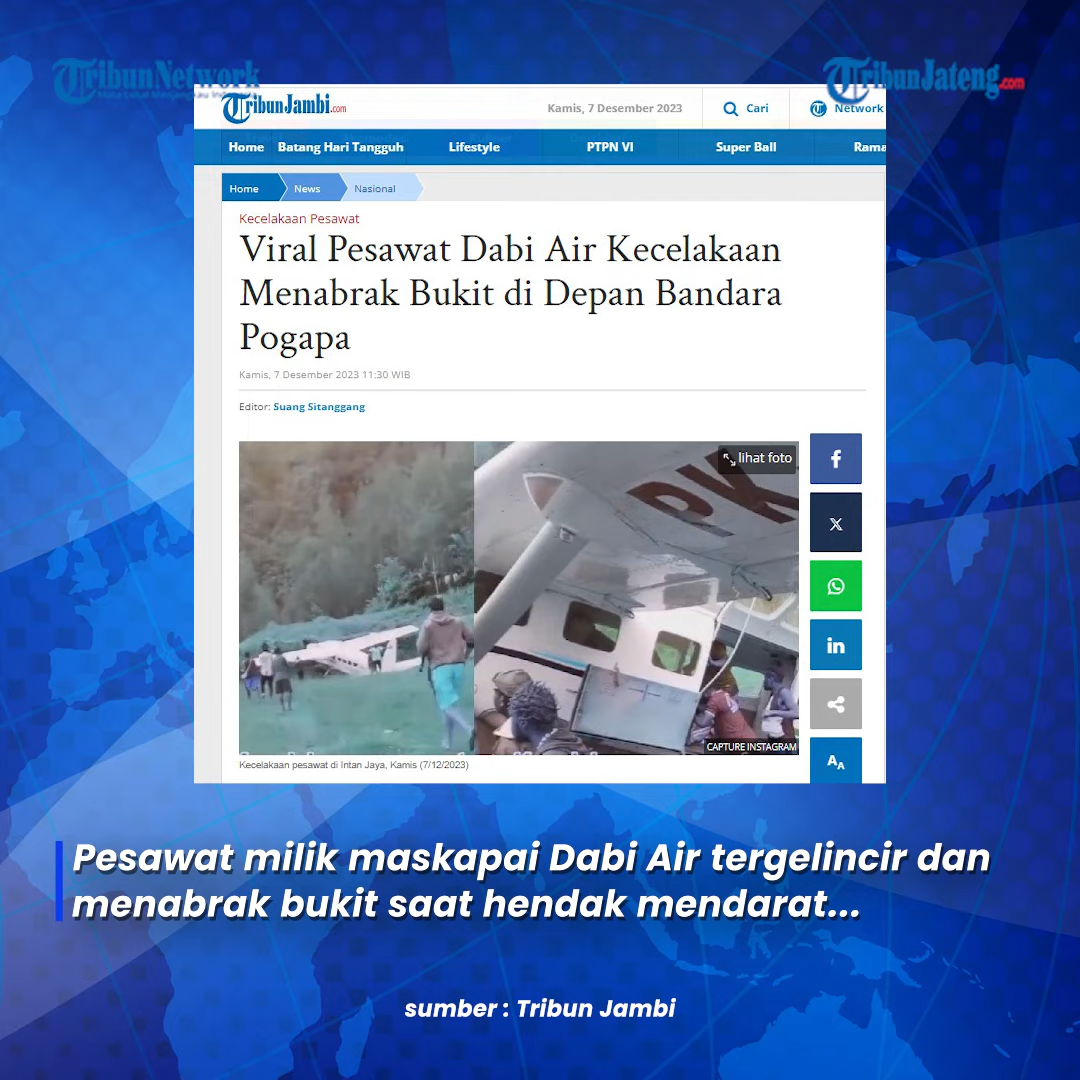 TribunNetwork
TribunJateng.com
TribunJambi.com
Kamis, 7 Desember 2023
Cari
Network
Home
Batang Hari Tangguh
Lifestyle
PTPN VI
Super Ball
Rama
Home
News
Nasional
Kecelakaan Pesawat
Viral Pesawat Dabi Air Kecelakaan
Menabrak Bukit di Depan Bandara
Pogapa
Kamis, 7 Desember 2023 11:30 WIB
Editor: Suang Sitanggang
lihat foto
PK
CAPTURE INSTAGRAM
Kecelakaan pesawat di Intan Jaya, Kamis (7/12/2023)
AA
Pesawat milik maskapai Dabi Air tergelincir dan
menabrak bukit saat hendak mendarat...
sumber : Tribun Jambi